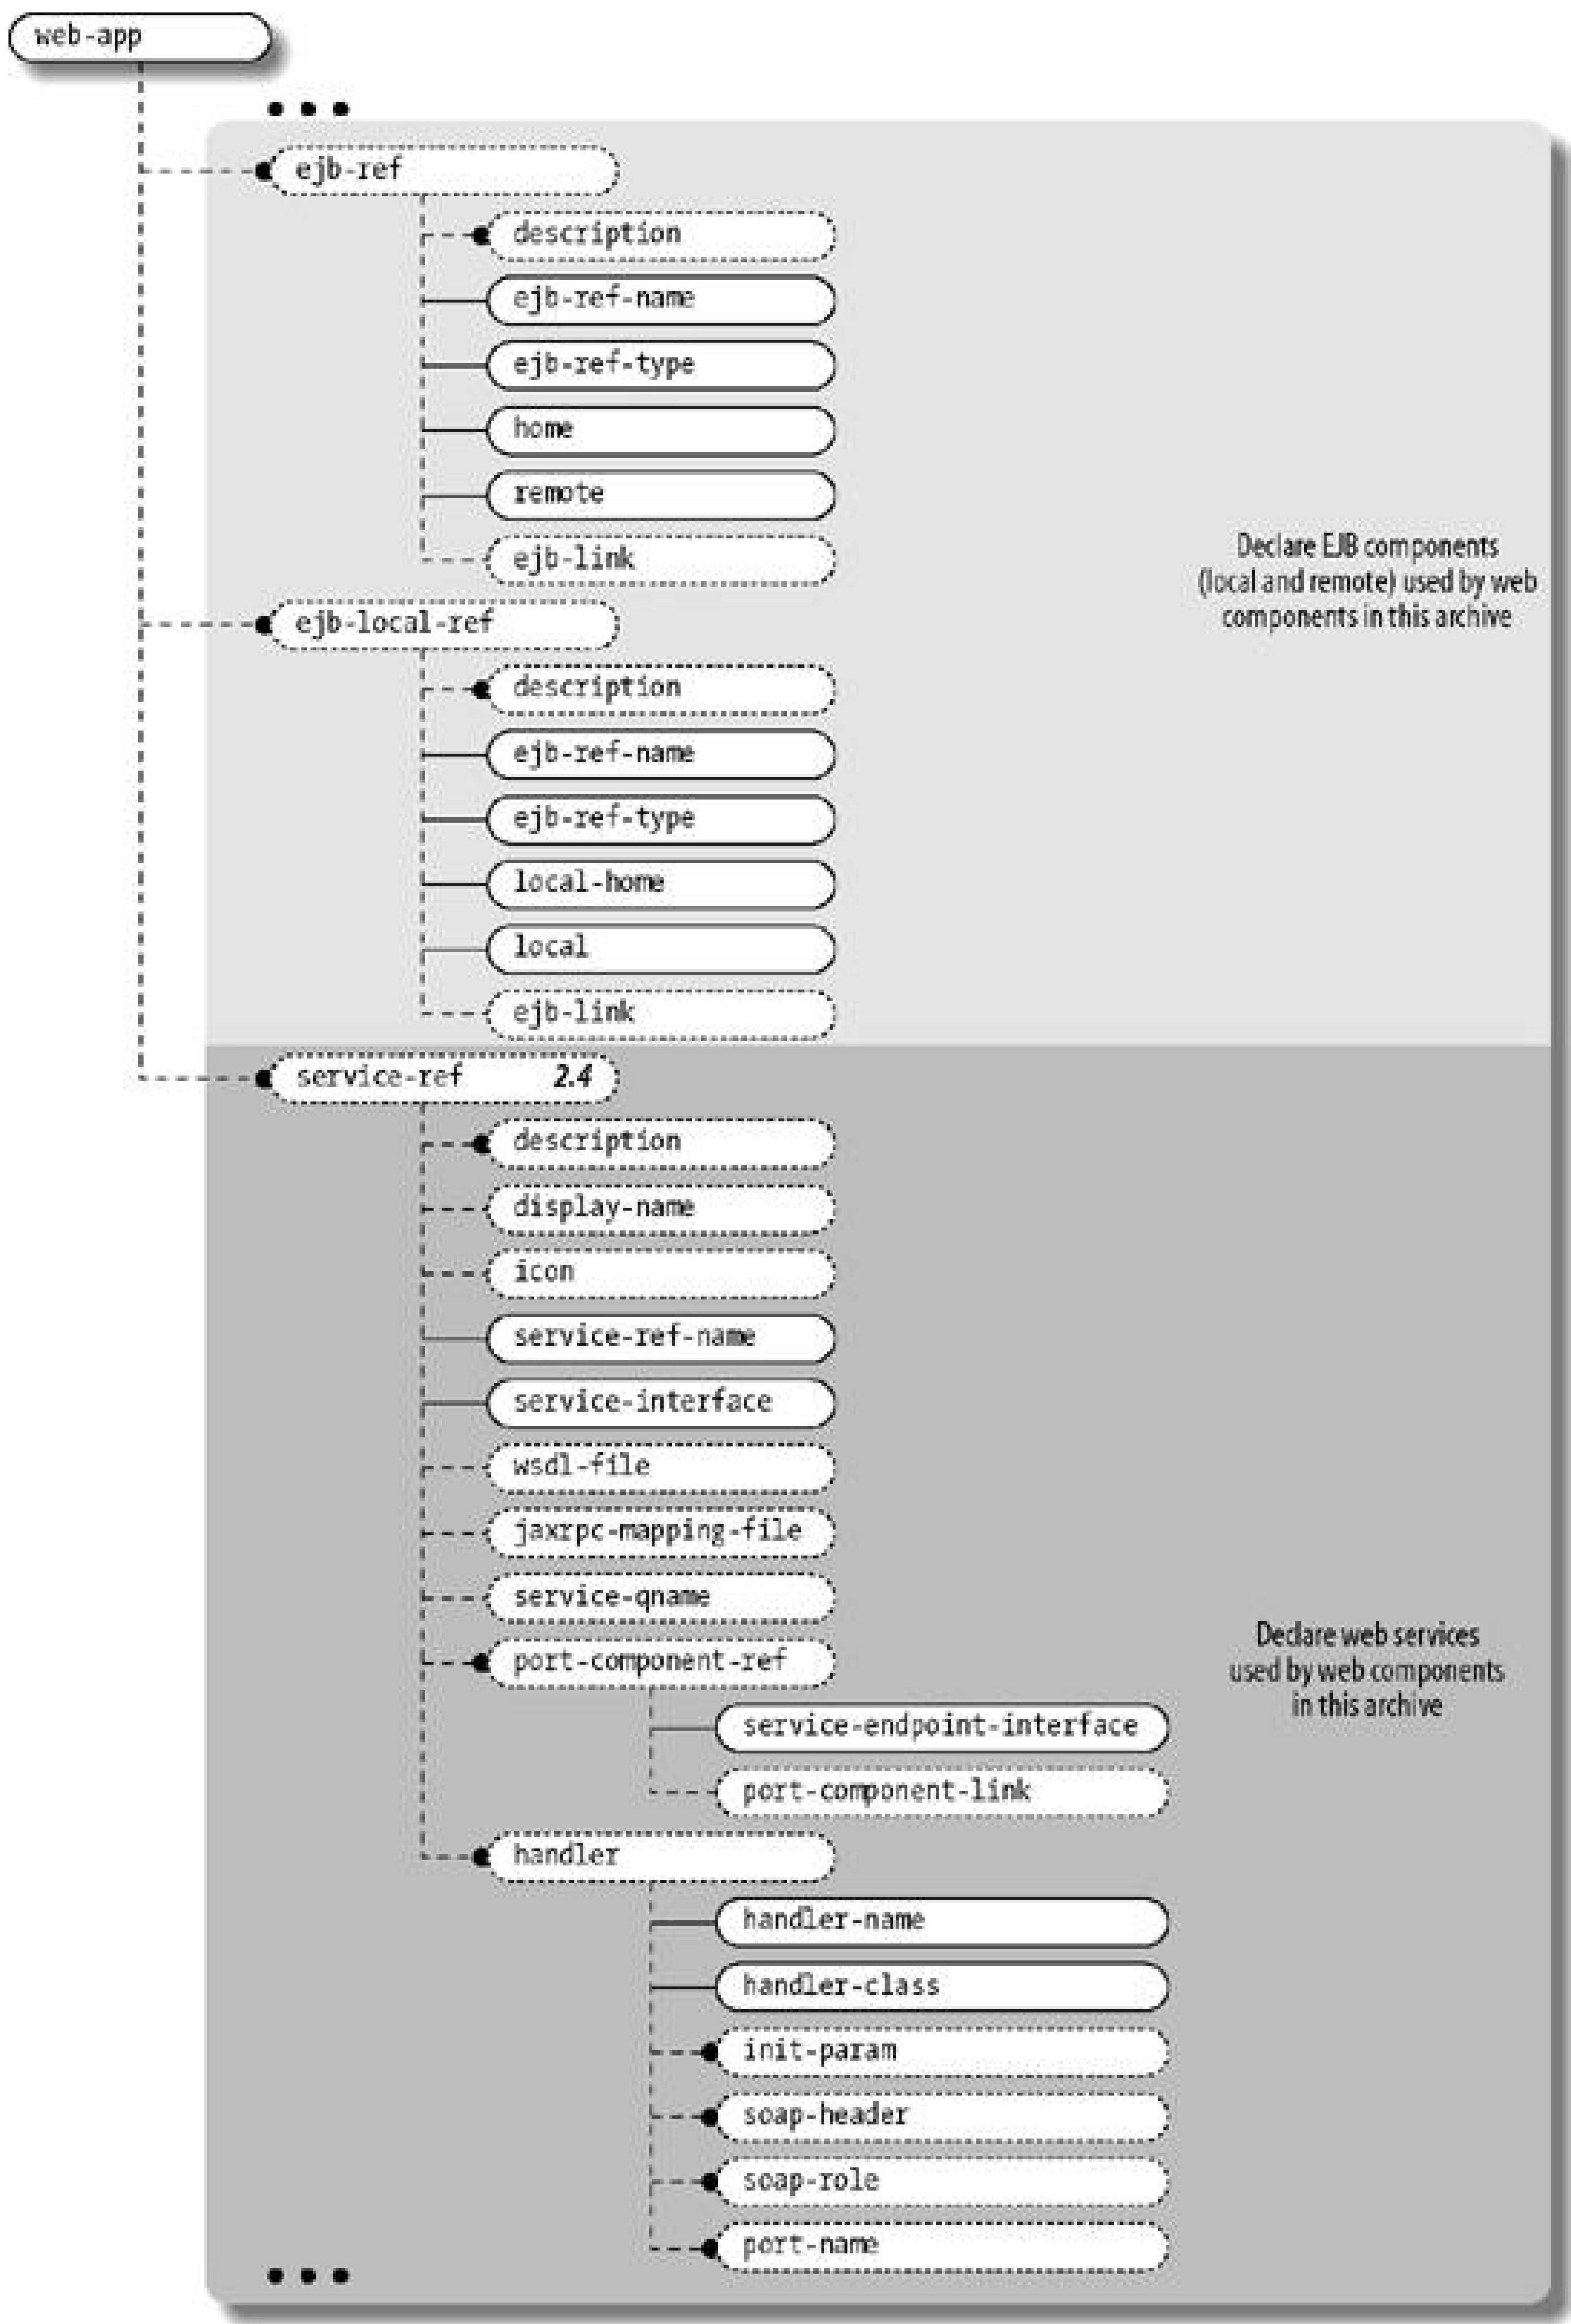 web-app
ejb-ref
description
ejb-ref-name
ejb-ref-type
home
remote
ejb-link
Declare EJB components
(local and remote) used by web
components in this archive
ejb-local-ref
description
ejb-ref-name
ejb-ref-type
local-home
local
ejb-link
service-ref 2.4
description
display-name
icon
service-ref-name
service-interface
wsdl-file
jaxrpc-mapping-file
service-qname
port-component-ref
Declare web services
used by web components
in this archive
service-endpoint-interface
port-component-link
handler
handler-name
handler-class
init-param
soap-header
soap-role
port-name